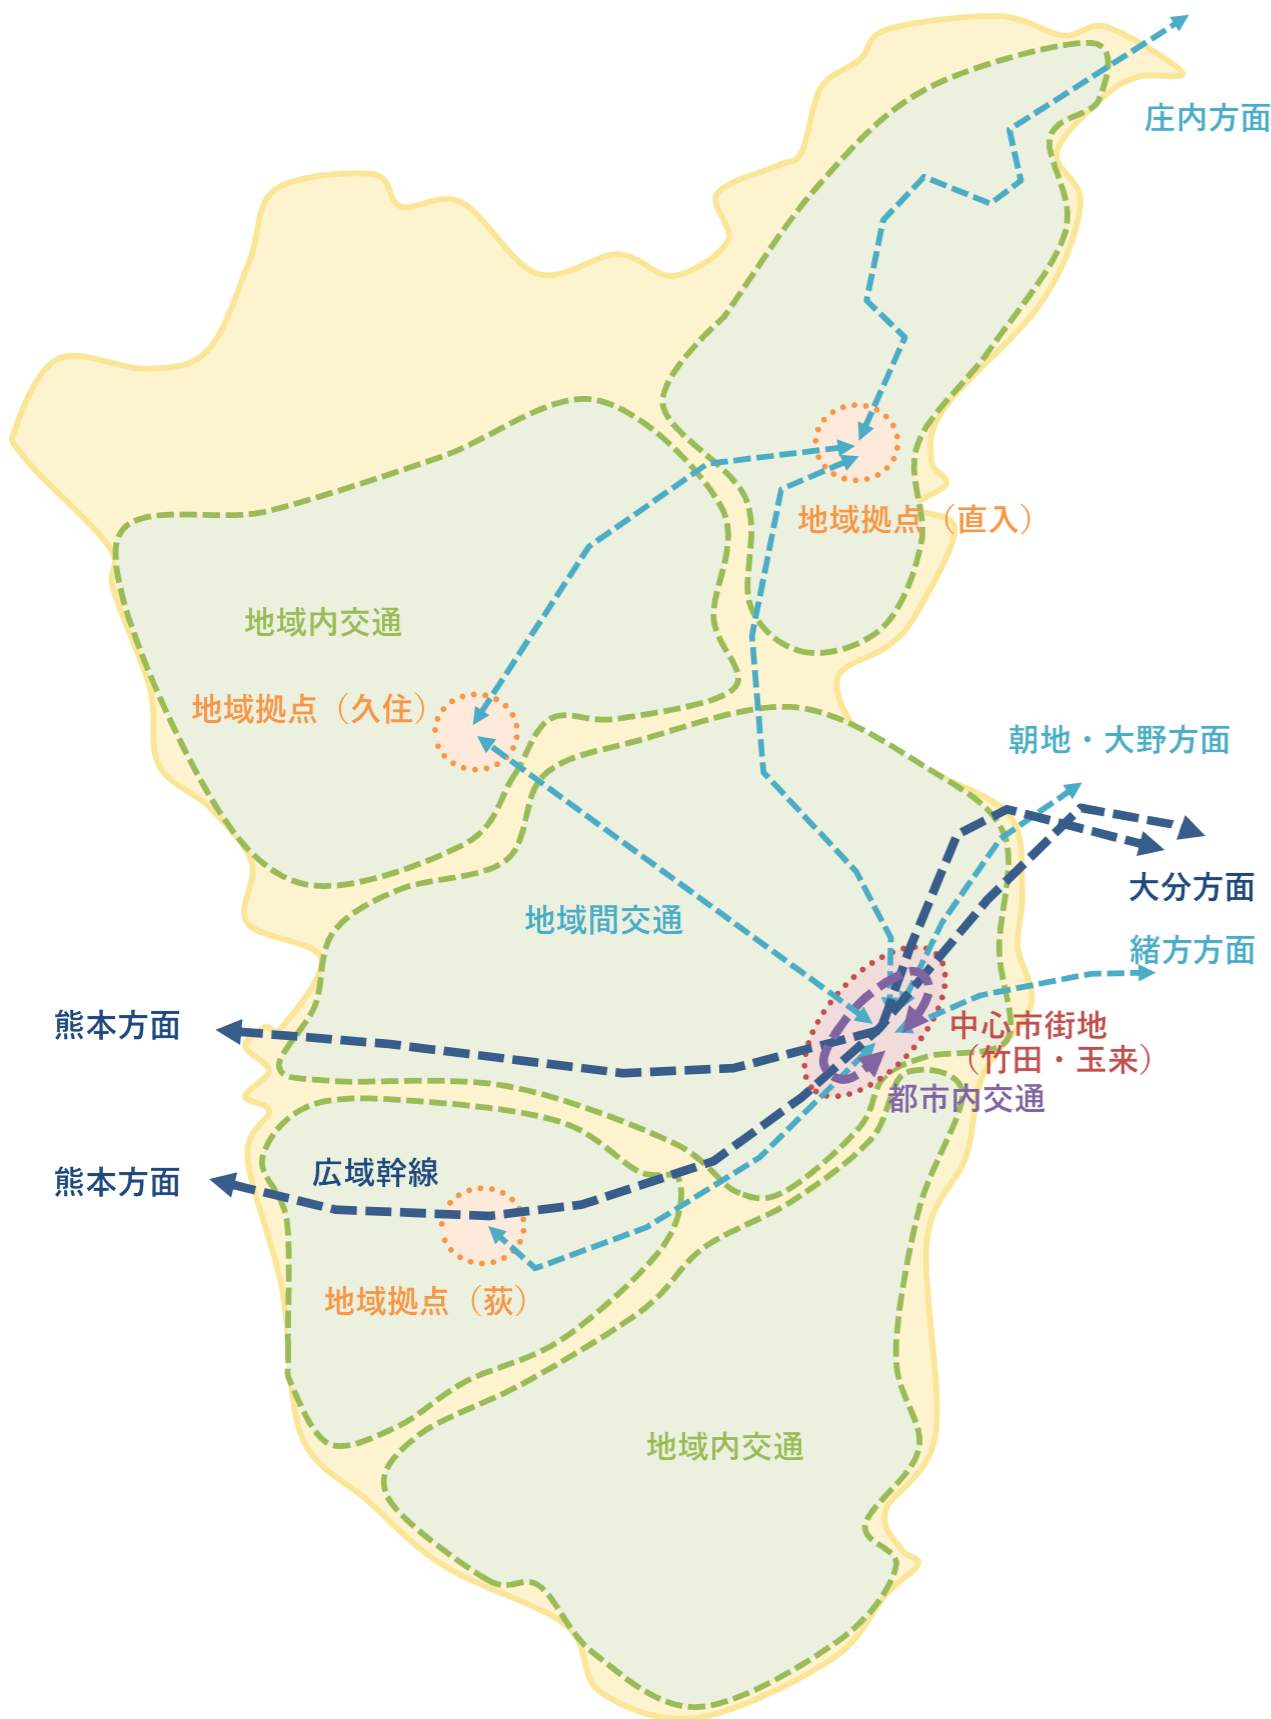 庄内方面
地域拠点（直入）
地域内交通
地域拠点（久住）
朝地・大野方面
大分方面
地域間交通
緒方方面
熊本方面
中心市街地
（竹田・玉来）
都市内交通
広域幹線
熊本方面
地域拠点（荻）
地域内交通